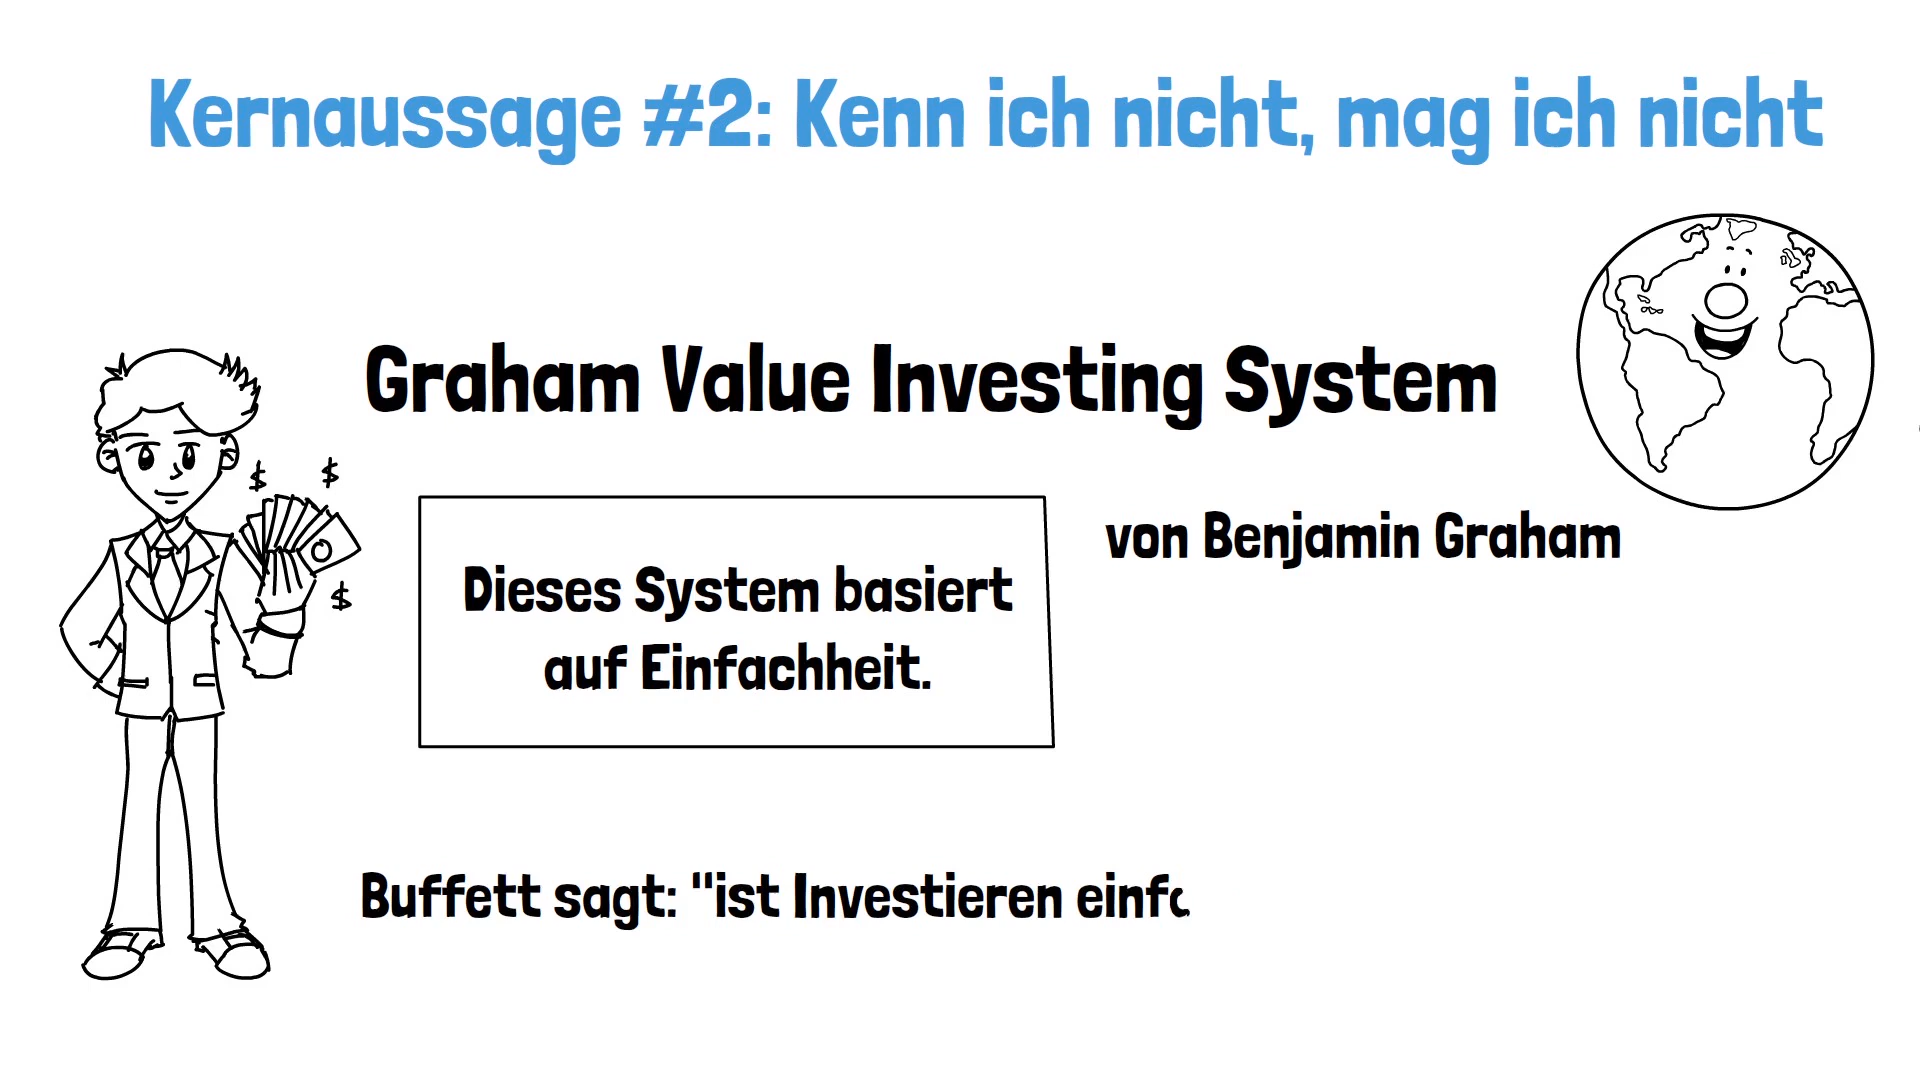 Kernaussage #2: Kenn ich nicht, mag ich nicht
Graham Value Investing System
von Benjamin Graham
Dieses System basiert
auf Einfachheit.
Buffett sagt: "ist Investieren
$ $
$